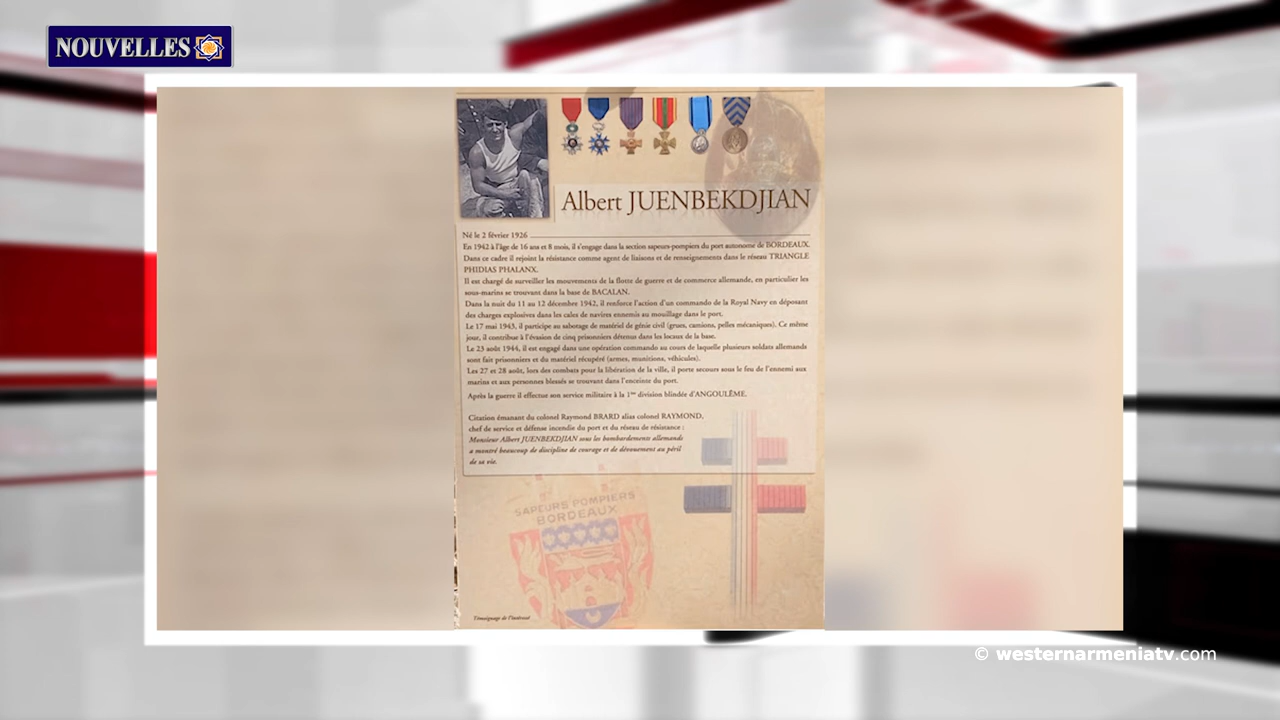 NOUVELLES
Albert JUENBEKDJIAN
Né le 2 février 1926
En 1942 à l'âge de 16 ans et 8 mois, il s'engage dans la section sapeurs-pompiers du port autonome de BORDEAUX.
Dans ce cadre il rejoint la résistance comme agent de liaisons et de renseignements dans le réseau TRIANGLE
PHIDIAS PHALANX.
Il est chargé de surveiller les mouvements de la flotte de guerre et de commerce allemande, en particulier les
sous-marins se trouvant dans la base de BACALAN.
Dans la nuit du 11 au 12 décembre 1942, il renforce l'action d'un commando de la Royal Navy en déposant
des charges explosives dans les cales de navires ennemis au mouillage dans le port.
Le 17 mai 1943, il participe au sabotage de matériel de génie civil (grues, camions, pelles mécaniques). Ce même
jour, il contribue à l'évasion de cinq prisonniers détenus dans les locaux de la base.
Le 23 août 1944, il est engagé dans une opération commando au cours de laquelle plusieurs soldats allemands
sont fait prisonniers et du matériel récupéré (armes, munitions, véhicules).
Les 27 et 28 août, lors des combats pour la libération de la ville, il porte secours sous le feu de l'ennemi aux
marins et aux personnes blessés se trouvant dans l'enceinte du port.
Après la guerre il effectue son service militaire à la 1ère division blindée d'ANGOULÊME.
Citation émanant du colonel Raymond BRARD alias colonel RAYMOND,
chef de service et défense incendie du port et du réseau de résistance :
Monsieur Albert JUENBEKDJIAN sous les bombardements allemands
a montré beaucoup de discipline de courage et de dévouement au péril
de sa vie.
SAPEURS POMPIERS
BORDEAUX
Témoignage de l'intéressé
© westernarmeniatv.com